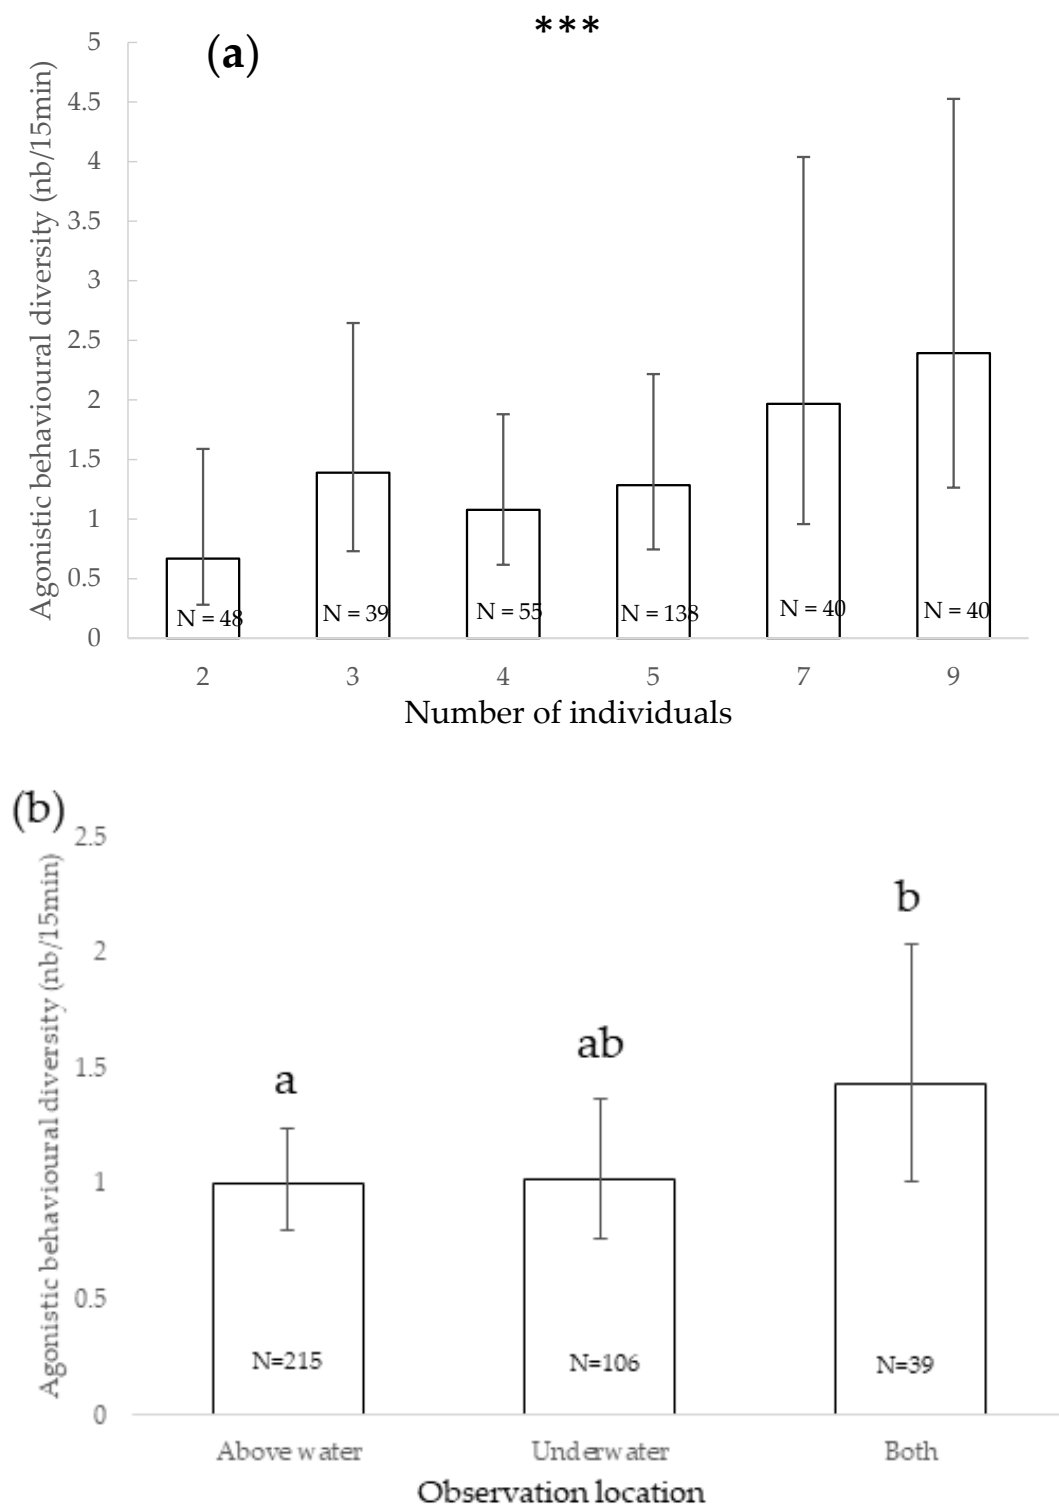 ***
(a)
Agonistic behavioural diversity (nb/15min)
5
4.5
4
3.5
3
2.5
2
1.5
1
0.5
0
N = 48
N = 39
N = 55
N = 138
N = 40
N = 40
2 3 4 5 7 9
Number of individuals
(b)
Agonistic behavioural diversity (nb/15min)
2.5
2
1.5
1
0.5
0
a
ab
b
N=215
N=106
N=39
Above water Underwater Both
Observation location